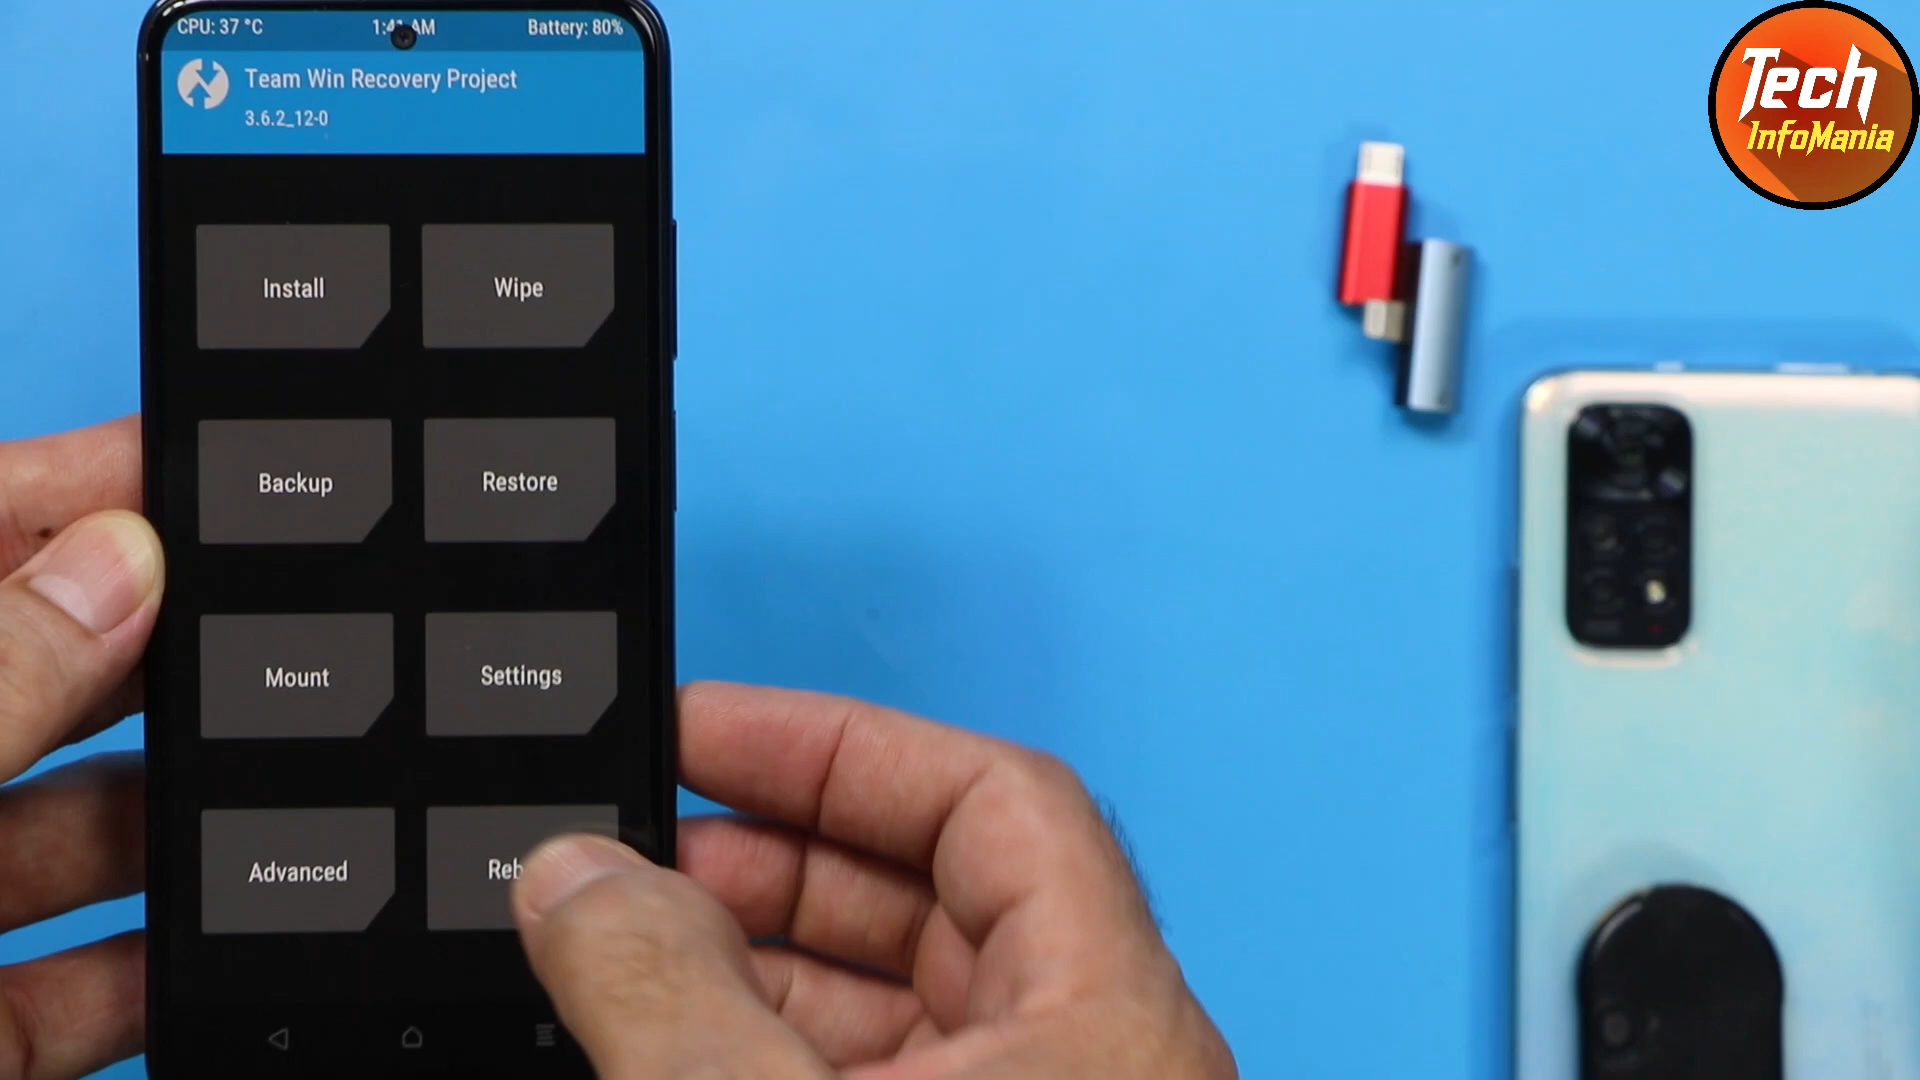 CPU: 37 °C
Battery: 80%
Team Win Recovery Project
3.6.2_12-0
Install
Wipe
Backup
Restore
Mount
Settings
Advanced
Tech
InfoMania